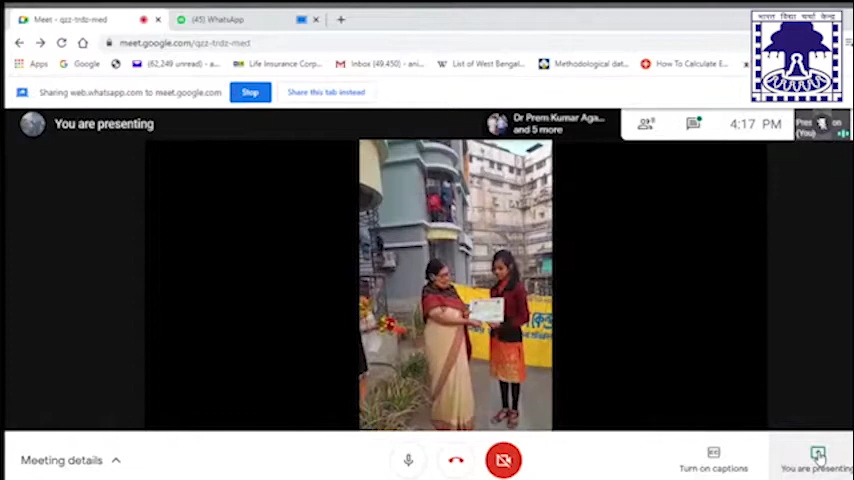 Meet - qzz-trdz-med
(45) WhatsApp
meet.google.com/qzz-trdz-med
Apps
Google
(62,249 unread) - a...
Life Insurance Corp...
Inbox (49,450) - ani...
List of West Bengal...
Methodological dat...
How To Calculate E...
Sharing web.whatsapp.com to meet.google.com
Stop
Share this tab instead
भारत विद्या चर्चा केन्द्र
You are presenting
Dr Prem Kumar Aga...
and 5 more
4:17 PM
(You)
Meeting details
Turn on captions
You are presenting